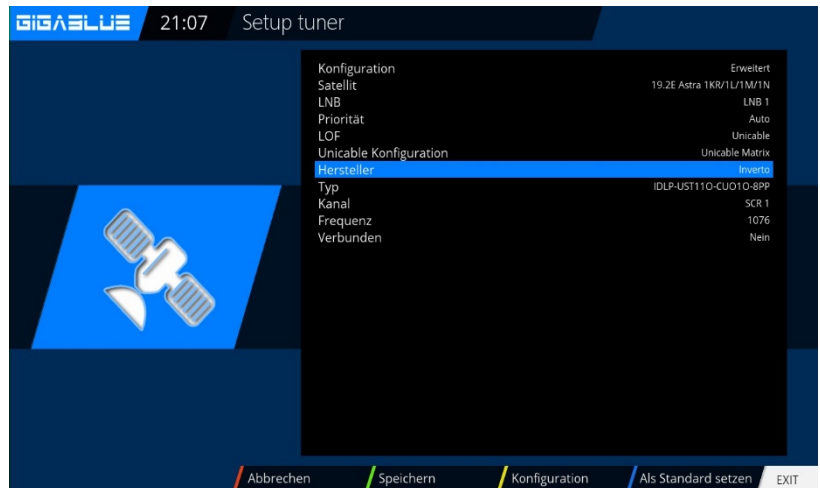 GIGABLUE 21:07 Setup tuner
Konfiguration Erweitert
Satellit 19.2E Astra 1KR/1L/1M/1N
LNB LNB 1
Priorität Auto
LOF Unicable
Unicable Konfiguration Unicable Matrix
Hersteller Inverto
Typ IDLP-UST11O-CUO1O-8PP
Kanal SCR 1
Frequenz 1076
Verbunden Nein
Abbrechen Speichern Konfiguration Als Standard setzen EXIT